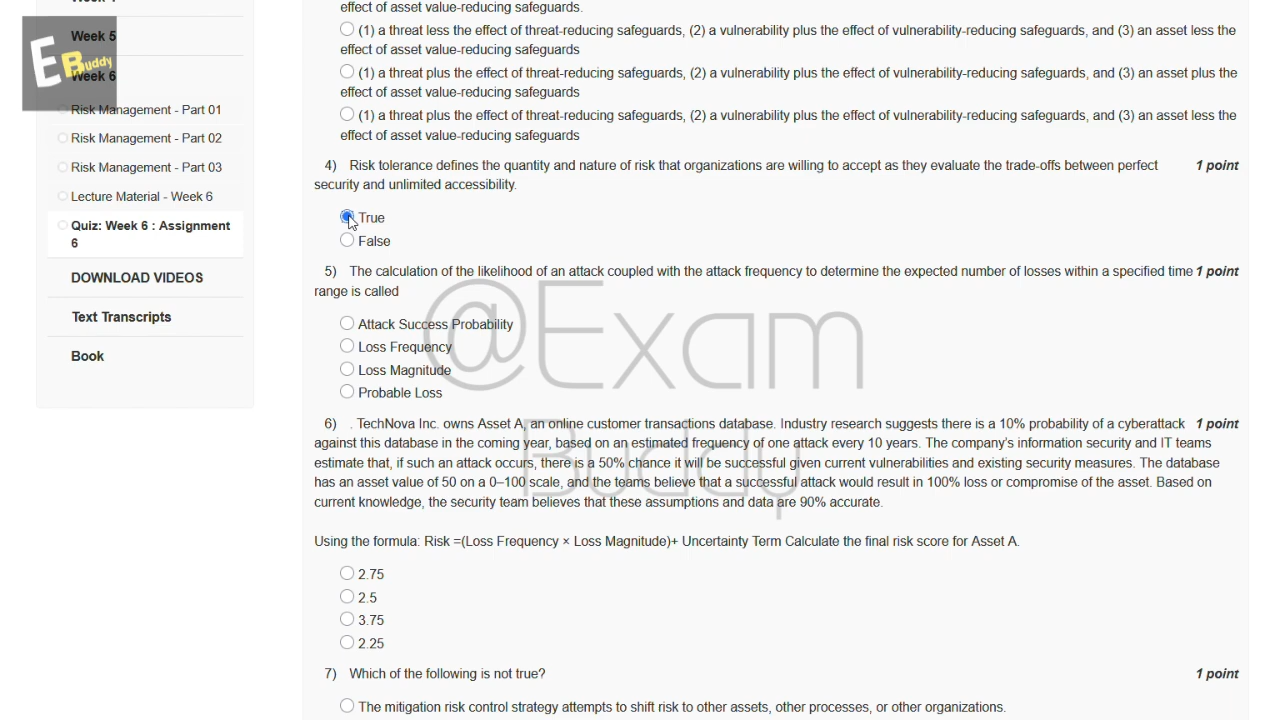 effect of asset value-reducing safeguards.
Week 5
(1) a threat less the effect of threat-reducing safeguards, (2) a vulnerability plus the effect of vulnerability-reducing safeguards, and (3) an asset less the
effect of asset value-reducing safeguards
E Buddy
Week 6
(1) a threat plus the effect of threat-reducing safeguards, (2) a vulnerability plus the effect of vulnerability-reducing safeguards, and (3) an asset plus the
effect of asset value-reducing safeguards
Risk Management - Part 01
(1) a threat plus the effect of threat-reducing safeguards, (2) a vulnerability plus the effect of vulnerability-reducing safeguards, and (3) an asset less the
effect of asset value-reducing safeguards
Risk Management - Part 02
Risk Management - Part 03
Lecture Material - Week 6
Quiz: Week 6 : Assignment
6
DOWNLOAD VIDEOS
Text Transcripts
Book
4) Risk tolerance defines the quantity and nature of risk that organizations are willing to accept as they evaluate the trade-offs between perfect 1 point
security and unlimited accessibility.
True
False
5) The calculation of the likelihood of an attack coupled with the attack frequency to determine the expected number of losses within a specified time 1 point
range is called
Attack Success Probability
Loss Frequency
Loss Magnitude
Probable Loss
@Exam
Buddy
6) . TechNova Inc. owns Asset A, an online customer transactions database. Industry research suggests there is a 10% probability of a cyberattack 1 point
against this database in the coming year, based on an estimated frequency of one attack every 10 years. The company's information security and IT teams
estimate that, if such an attack occurs, there is a 50% chance it will be successful given current vulnerabilities and existing security measures. The database
has an asset value of 50 on a 0–100 scale, and the teams believe that a successful attack would result in 100% loss or compromise of the asset. Based on
current knowledge, the security team believes that these assumptions and data are 90% accurate.
Using the formula: Risk =(Loss Frequency × Loss Magnitude)+ Uncertainty Term Calculate the final risk score for Asset A.
2.75
2.5
3.75
2.25
7) Which of the following is not true? 1 point
The mitigation risk control strategy attempts to shift risk to other assets, other processes, or other organizations.